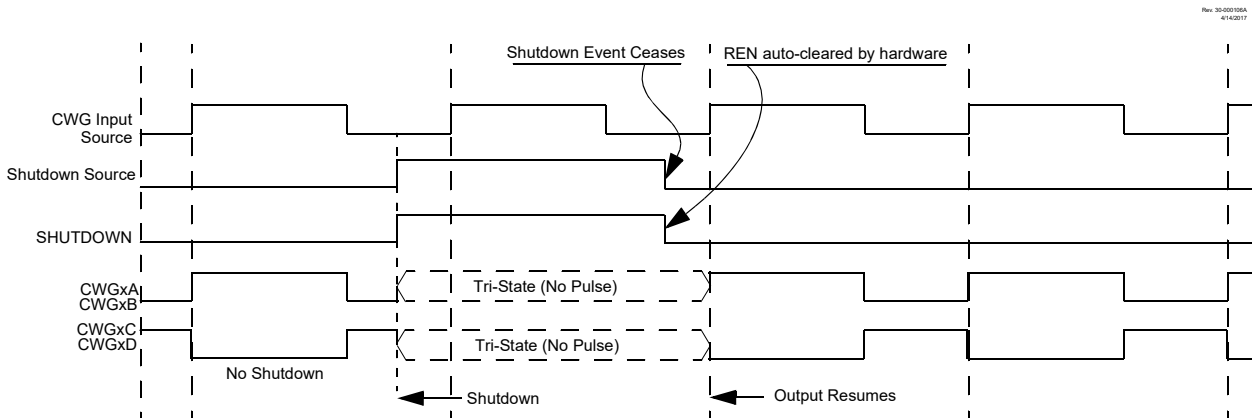 Rev. 30-000106A
4/14/2017
Shutdown Event Ceases
REN auto-cleared by hardware
CWG Input
Source
Shutdown Source
SHUTDOWN
CWGxA
CWGxB
Tri-State (No Pulse)
CWGxC
CWGxD
Tri-State (No Pulse)
No Shutdown
Shutdown
Output Resumes